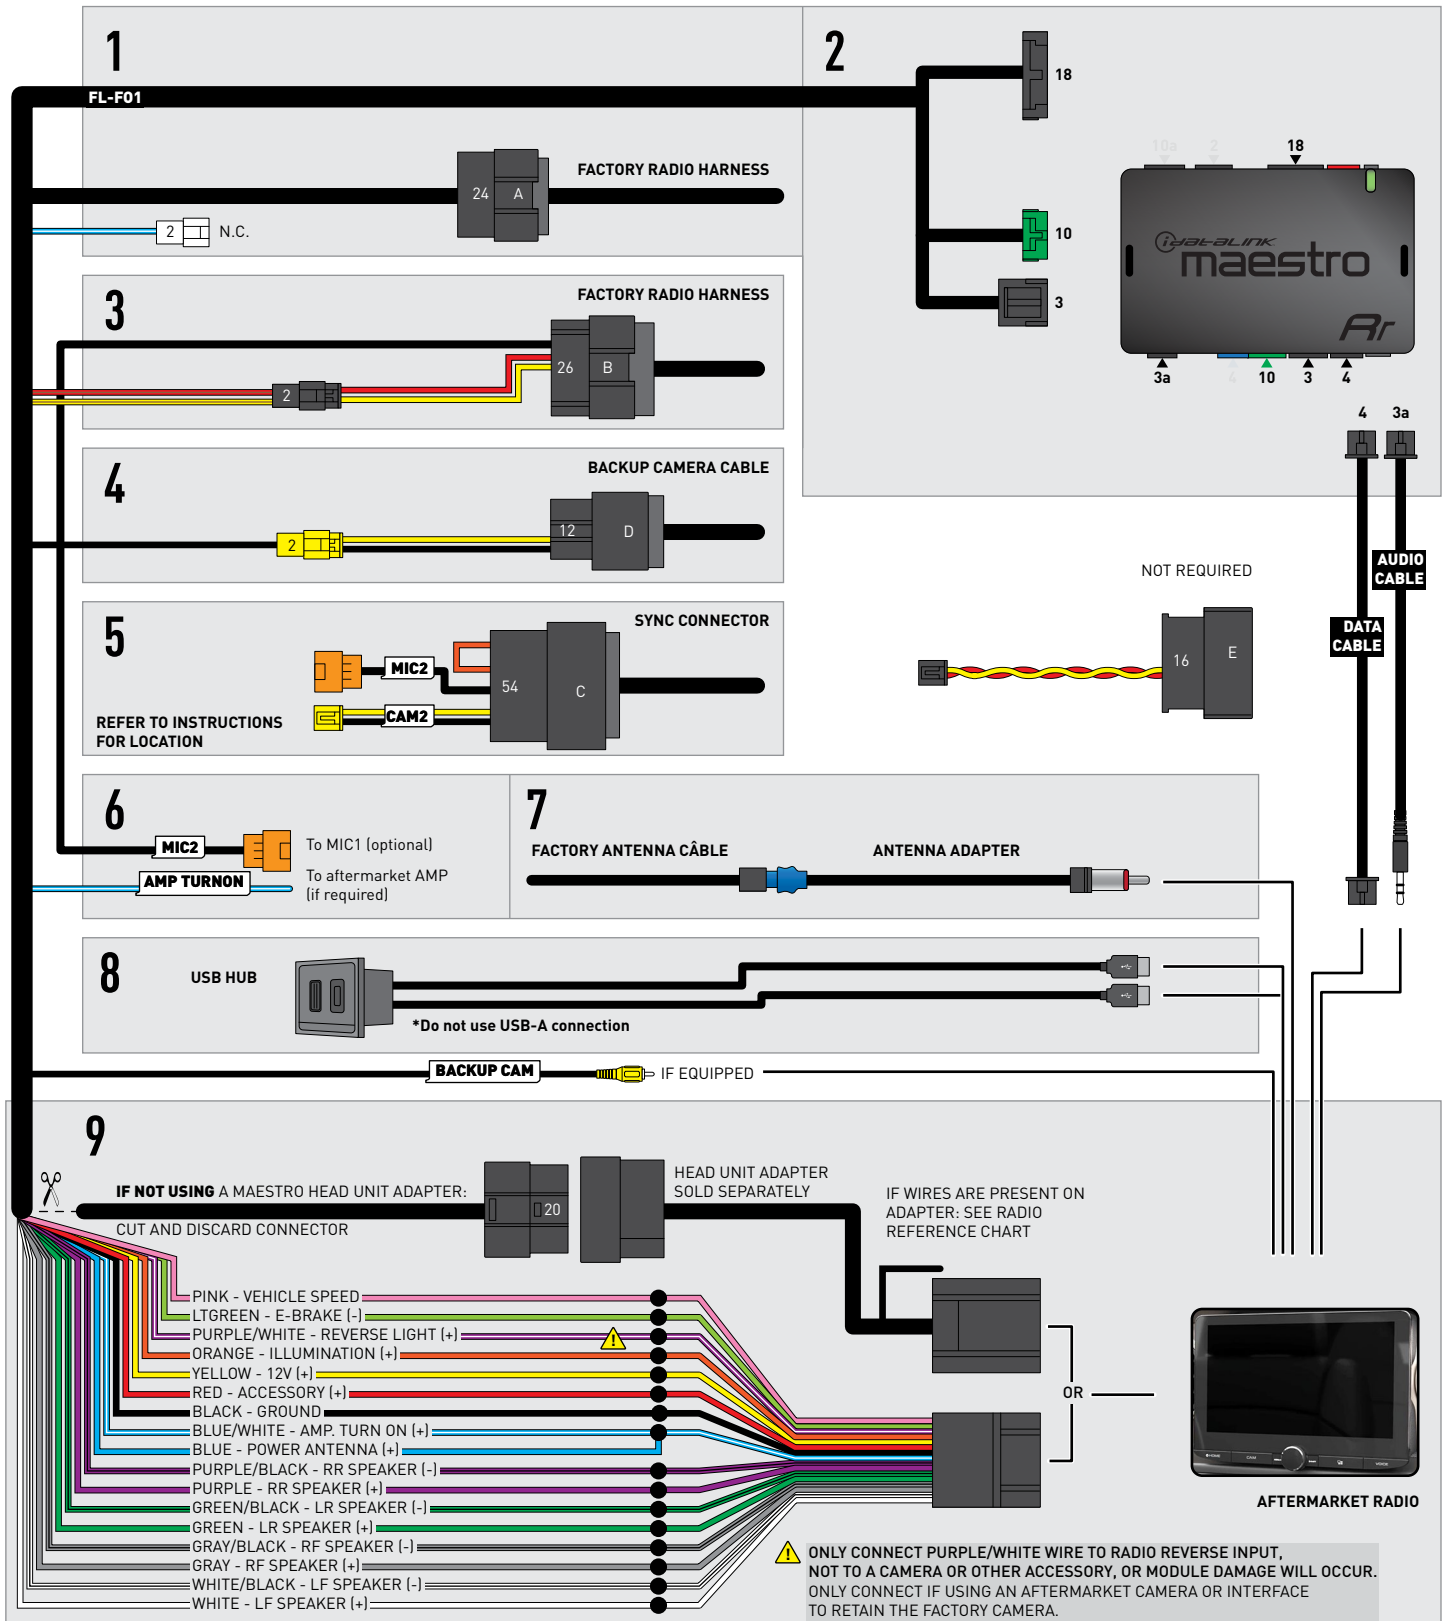 1
FL-FO1
FACTORY RADIO HARNESS
24
A
2
N.C.
2
18
10
3
10a
2
18
idatalink
maestro
Rr
3a
4
10
3
4
4
3a
AUDIO
CABLE
DATA
CABLE
3
FACTORY RADIO HARNESS
26
B
2
4
BACKUP CAMERA CABLE
12
D
2
5
SYNC CONNECTOR
MIC2
54
C
CAM2
REFER TO INSTRUCTIONS
FOR LOCATION
NOT REQUIRED
16
E
6
MIC2
To MIC1 (optional)
AMP TURNON
To aftermarket AMP
(if required)
7
FACTORY ANTENNA CÂBLE
ANTENNA ADAPTER
8
USB HUB
*Do not use USB-A connection
BACKUP CAM
IF EQUIPPED
9
IF NOT USING A MAESTRO HEAD UNIT ADAPTER:
CUT AND DISCARD CONNECTOR
20
HEAD UNIT ADAPTER
SOLD SEPARATELY
IF WIRES ARE PRESENT ON
ADAPTER: SEE RADIO
REFERENCE CHART
PINK - VEHICLE SPEED
LTGREEN - E-BRAKE (-)
PURPLE/WHITE - REVERSE LIGHT (+)
ORANGE - ILLUMINATION (+)
YELLOW - 12V (+)
RED - ACCESSORY (+)
BLACK - GROUND
BLUE/WHITE - AMP. TURN ON (+)
BLUE - POWER ANTENNA (+)
PURPLE/BLACK - RR SPEAKER (-)
PURPLE - RR SPEAKER (+)
GREEN/BLACK - LR SPEAKER (-)
GREEN - LR SPEAKER (+)
GRAY/BLACK - RF SPEAKER (-)
GRAY - RF SPEAKER (+)
WHITE/BLACK - LF SPEAKER (-)
WHITE - LF SPEAKER (+)
OR
CAM
AFTERMARKET RADIO
ONLY CONNECT PURPLE/WHITE WIRE TO RADIO REVERSE INPUT,
NOT TO A CAMERA OR OTHER ACCESSORY, OR MODULE DAMAGE WILL OCCUR.
ONLY CONNECT IF USING AN AFTERMARKET CAMERA OR INTERFACE
TO RETAIN THE FACTORY CAMERA.